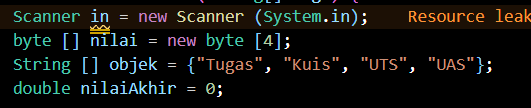 Scanner in = new Scanner (System.in);    Resource leak
byte [] nilai = new byte [4];
String [] objek = {"Tugas", "Kuis", "UTS", "UAS"};
double nilaiAkhir = 0;